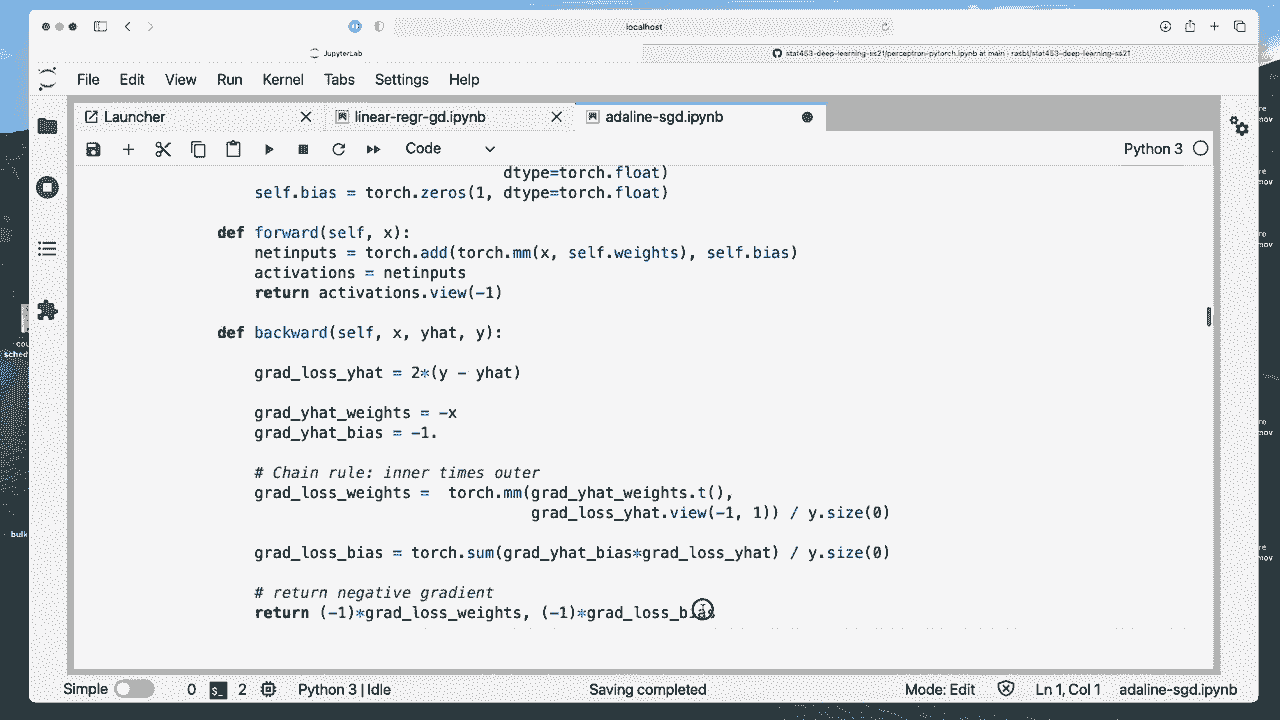 localhost
JupyterLab
stat453-deep-learning-ss21/perceptron-pytorch.ipynb at main · rasbt/stat453-deep-learning-ss21
File Edit View Run Kernel Tabs Settings Help
Launcher linear-regr-gd.ipynb adaline-sgd.ipynb
Code Python 3
dtype=torch.float)
self.bias = torch.zeros(1, dtype=torch.float)
def forward(self, x):
netinputs = torch.add(torch.mm(x, self.weights), self.bias)
activations = netinputs
return activations.view(-1)
def backward(self, x, yhat, y):
grad_loss_yhat = 2*(y - yhat)
grad_yhat_weights = -x
grad_yhat_bias = -1.
# Chain rule: inner times outer
grad_loss_weights =  torch.mm(grad_yhat_weights.t(),
grad_loss_yhat.view(-1, 1)) / y.size(0)
grad_loss_bias = torch.sum(grad_yhat_bias*grad_loss_yhat) / y.size(0)
# return negative gradient
return (-1)*grad_loss_weights, (-1)*grad_loss_bias
Simple 0 2 Python 3 | Idle Saving completed Mode: Edit Ln 1, Col 1 adaline-sgd.ipynb